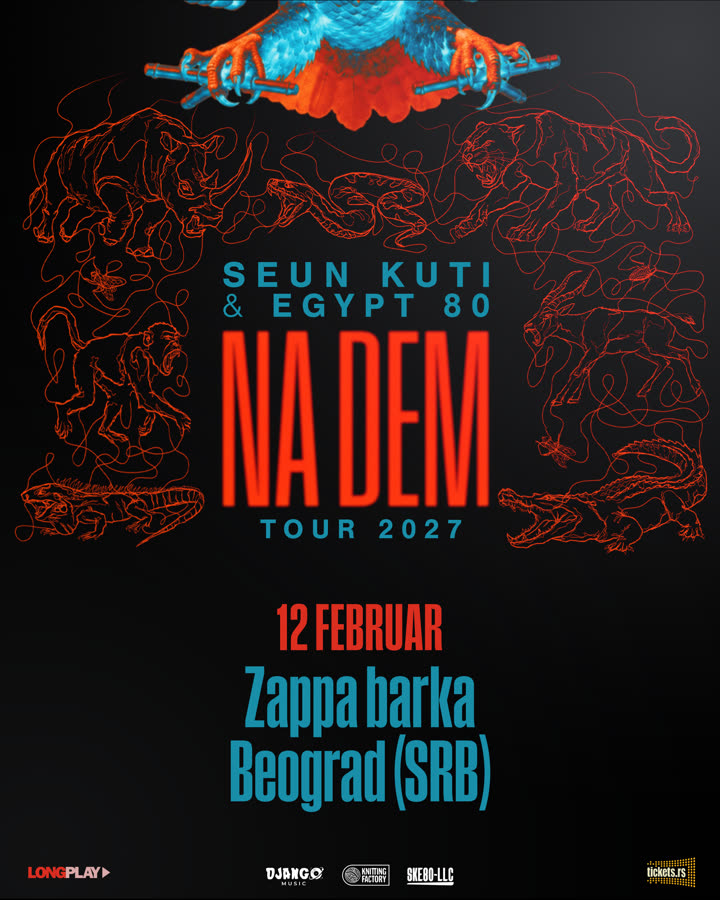 SEUN KUTI
& EGYPT 80
NA DEM
TOUR 2027
12 FEBRUAR
Zappa barka
Beograd (SRB)
LONGPLAY
DJANGO
MUSIC
KNITTING
FACTORY
SKE80-LLC
tickets.rs